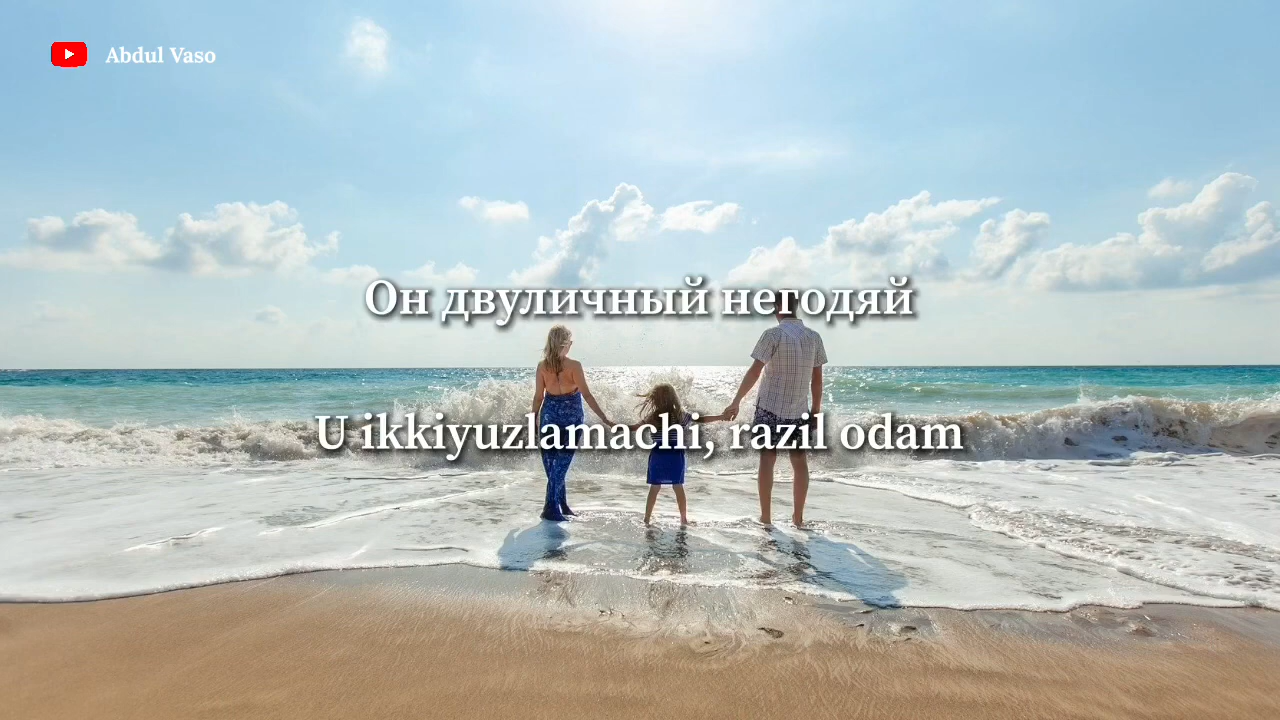 Abdul Vaso
Он двуличный негодяй
U ikkiyuzlamachi, razil odam